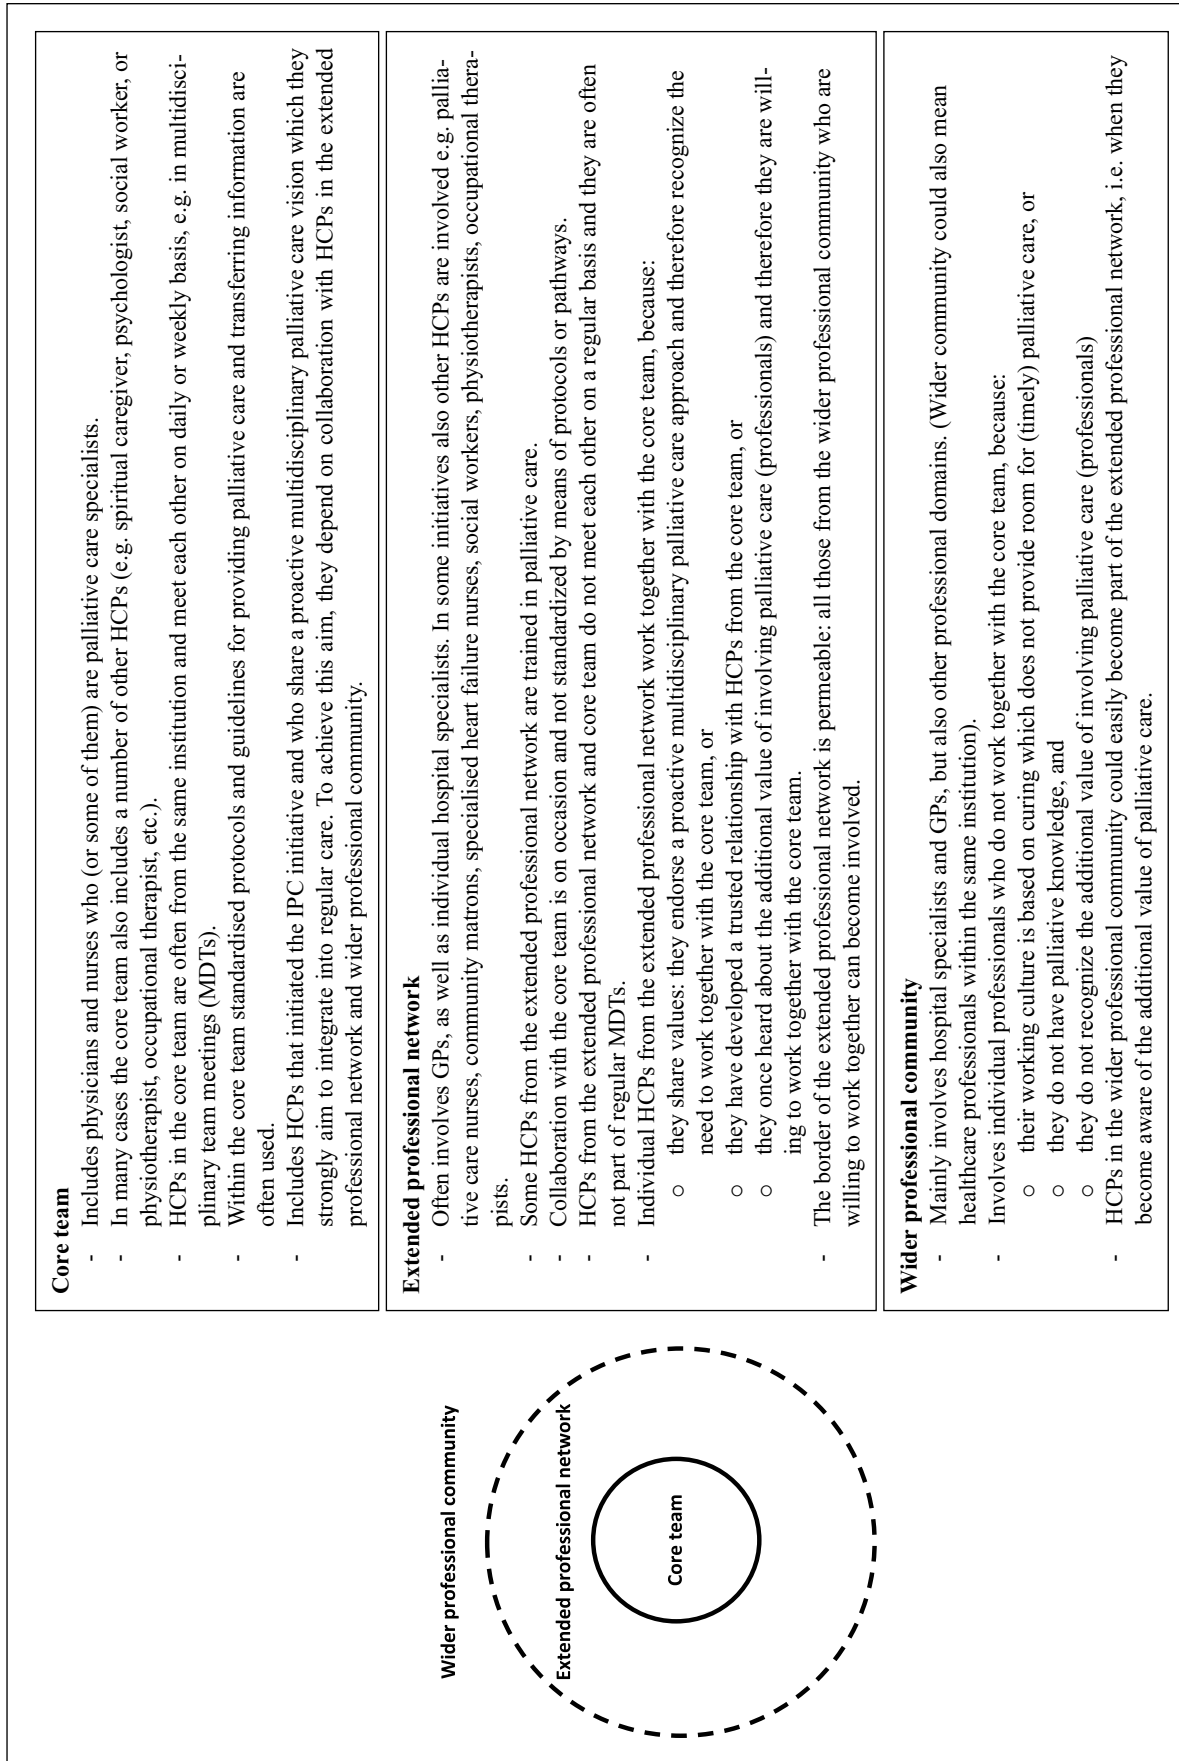 Wider professional community
Extended professional network
Core team
Core team
- Includes physicians and nurses who (or some of them) are palliative care specialists.
- In many cases the core team also includes a number of other HCPs (e.g. spiritual caregiver, psychologist, social worker, or
physiotherapist, occupational therapist, etc.).
- HCPs in the core team are often from the same institution and meet each other on daily or weekly basis, e.g. in multidisci-
plinary team meetings (MDTs).
- Within the core team standardised protocols and guidelines for providing palliative care and transferring information are
often used.
- Includes HCPs that initiated the IPC initiative and who share a proactive multidisciplinary palliative care vision which they
strongly aim to integrate into regular care. To achieve this aim, they depend on collaboration with HCPs in the extended
professional network and wider professional community.
Extended professional network
- Often involves GPs, as well as individual hospital specialists. In some initiatives also other HCPs are involved e.g. pallia-
tive care nurses, community matrons, specialised heart failure nurses, social workers, physiotherapists, occupational thera-
pists.
- Some HCPs from the extended professional network are trained in palliative care.
- Collaboration with the core team is on occasion and not standardized by means of protocols or pathways.
- HCPs from the extended professional network and core team do not meet each other on a regular basis and they are often
not part of regular MDTs.
- Individual HCPs from the extended professional network work together with the core team, because:
○ they share values: they endorse a proactive multidisciplinary palliative care approach and therefore recognize the
need to work together with the core team, or
○ they have developed a trusted relationship with HCPs from the core team, or
○ they once heard about the additional value of involving palliative care (professionals) and therefore they are will-
ing to work together with the core team.
- The border of the extended professional network is permeable: all those from the wider professional community who are
willing to work together can become involved.
Wider professional community
- Mainly involves hospital specialists and GPs, but also other professional domains. (Wider community could also mean
healthcare professionals within the same institution).
- Involves individual professionals who do not work together with the core team, because:
○ their working culture is based on curing which does not provide room for (timely) palliative care, or
○ they do not have palliative knowledge, and
○ they do not recognize the additional value of involving palliative care (professionals)
- HCPs in the wider professional community could easily become part of the extended professional network, i.e. when they
become aware of the additional value of palliative care.